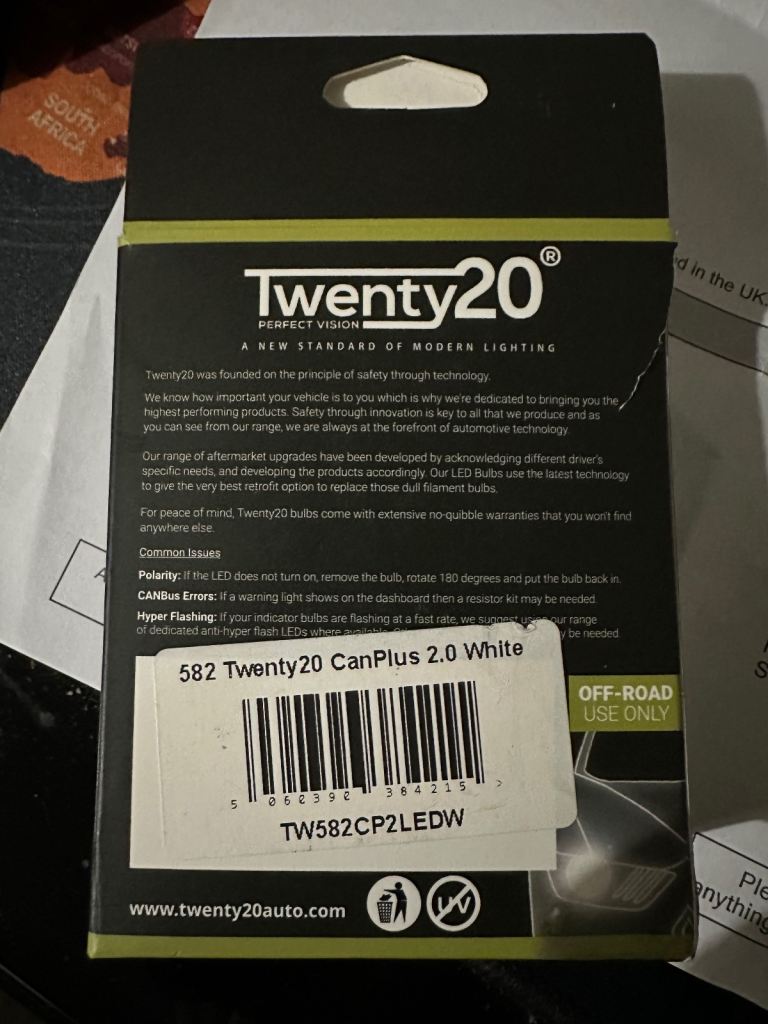 SOUTH
AFRICA
d in the UK.
Twenty20®
PERFECT VISION
A NEW STANDARD OF MODERN LIGHTING
Twenty20 was founded on the principle of safety through technology.
We know how important your vehicle is to you which is why we're dedicated to bringing you the
highest performing products. Safety through innovation is key to all that we produce and as
you can see from our range, we are always at the forefront of automotive technology.
Our range of aftermarket upgrades have been developed by acknowledging different driver's
specific needs, and developing the products accordingly. Our LED Bulbs use the latest technology
to give the very best retrofit option to replace those dull filament bulbs.
For peace of mind, Twenty20 bulbs come with extensive no-quibble warranties that you won't find
anywhere else.
Common Issues
Polarity: If the LED does not turn on, remove the bulb, rotate 180 degrees and put the bulb back in.
CANBus Errors: If a warning light shows on the dashboard then a resistor kit may be needed.
Hyper Flashing: If your indicator bulbs are flashing at a fast rate, we suggest using our range
of dedicated anti-hyper flash LEDs where available. y be needed
582 Twenty20 CanPlus 2.0 White
5 060390 384215 >
TW582CP2LEDW
OFF-ROAD
USE ONLY
www.twenty20auto.com
UV
Ple
anything